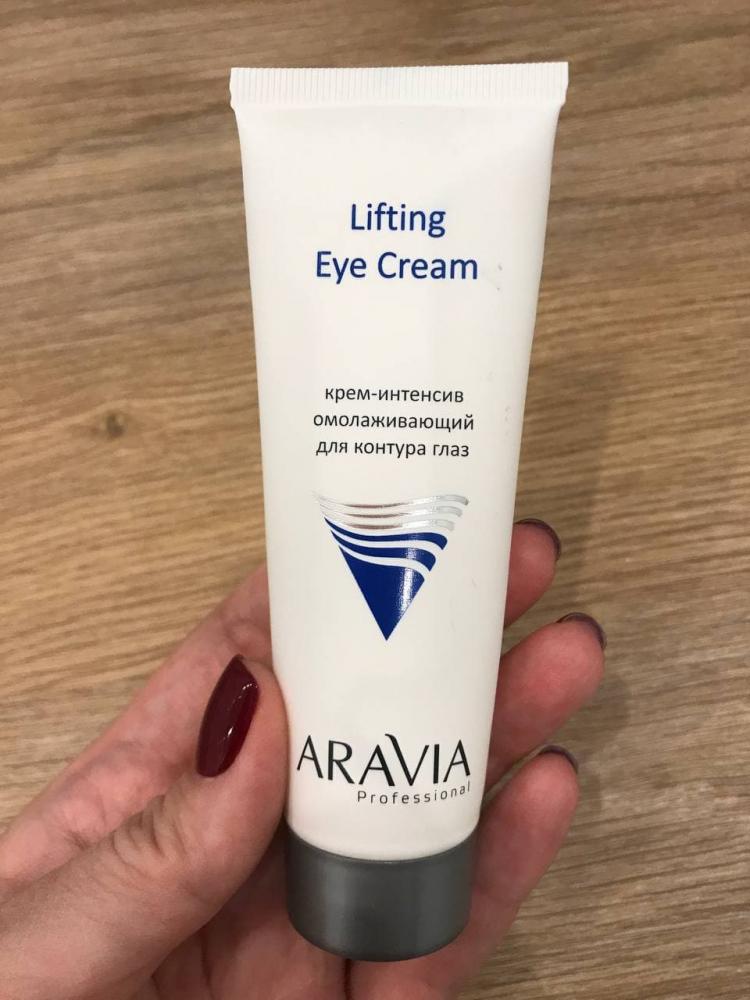 Lifting
Eye Cream
крем-интенсив
омолаживающий
для контура глаз
ARAVIA
Professional